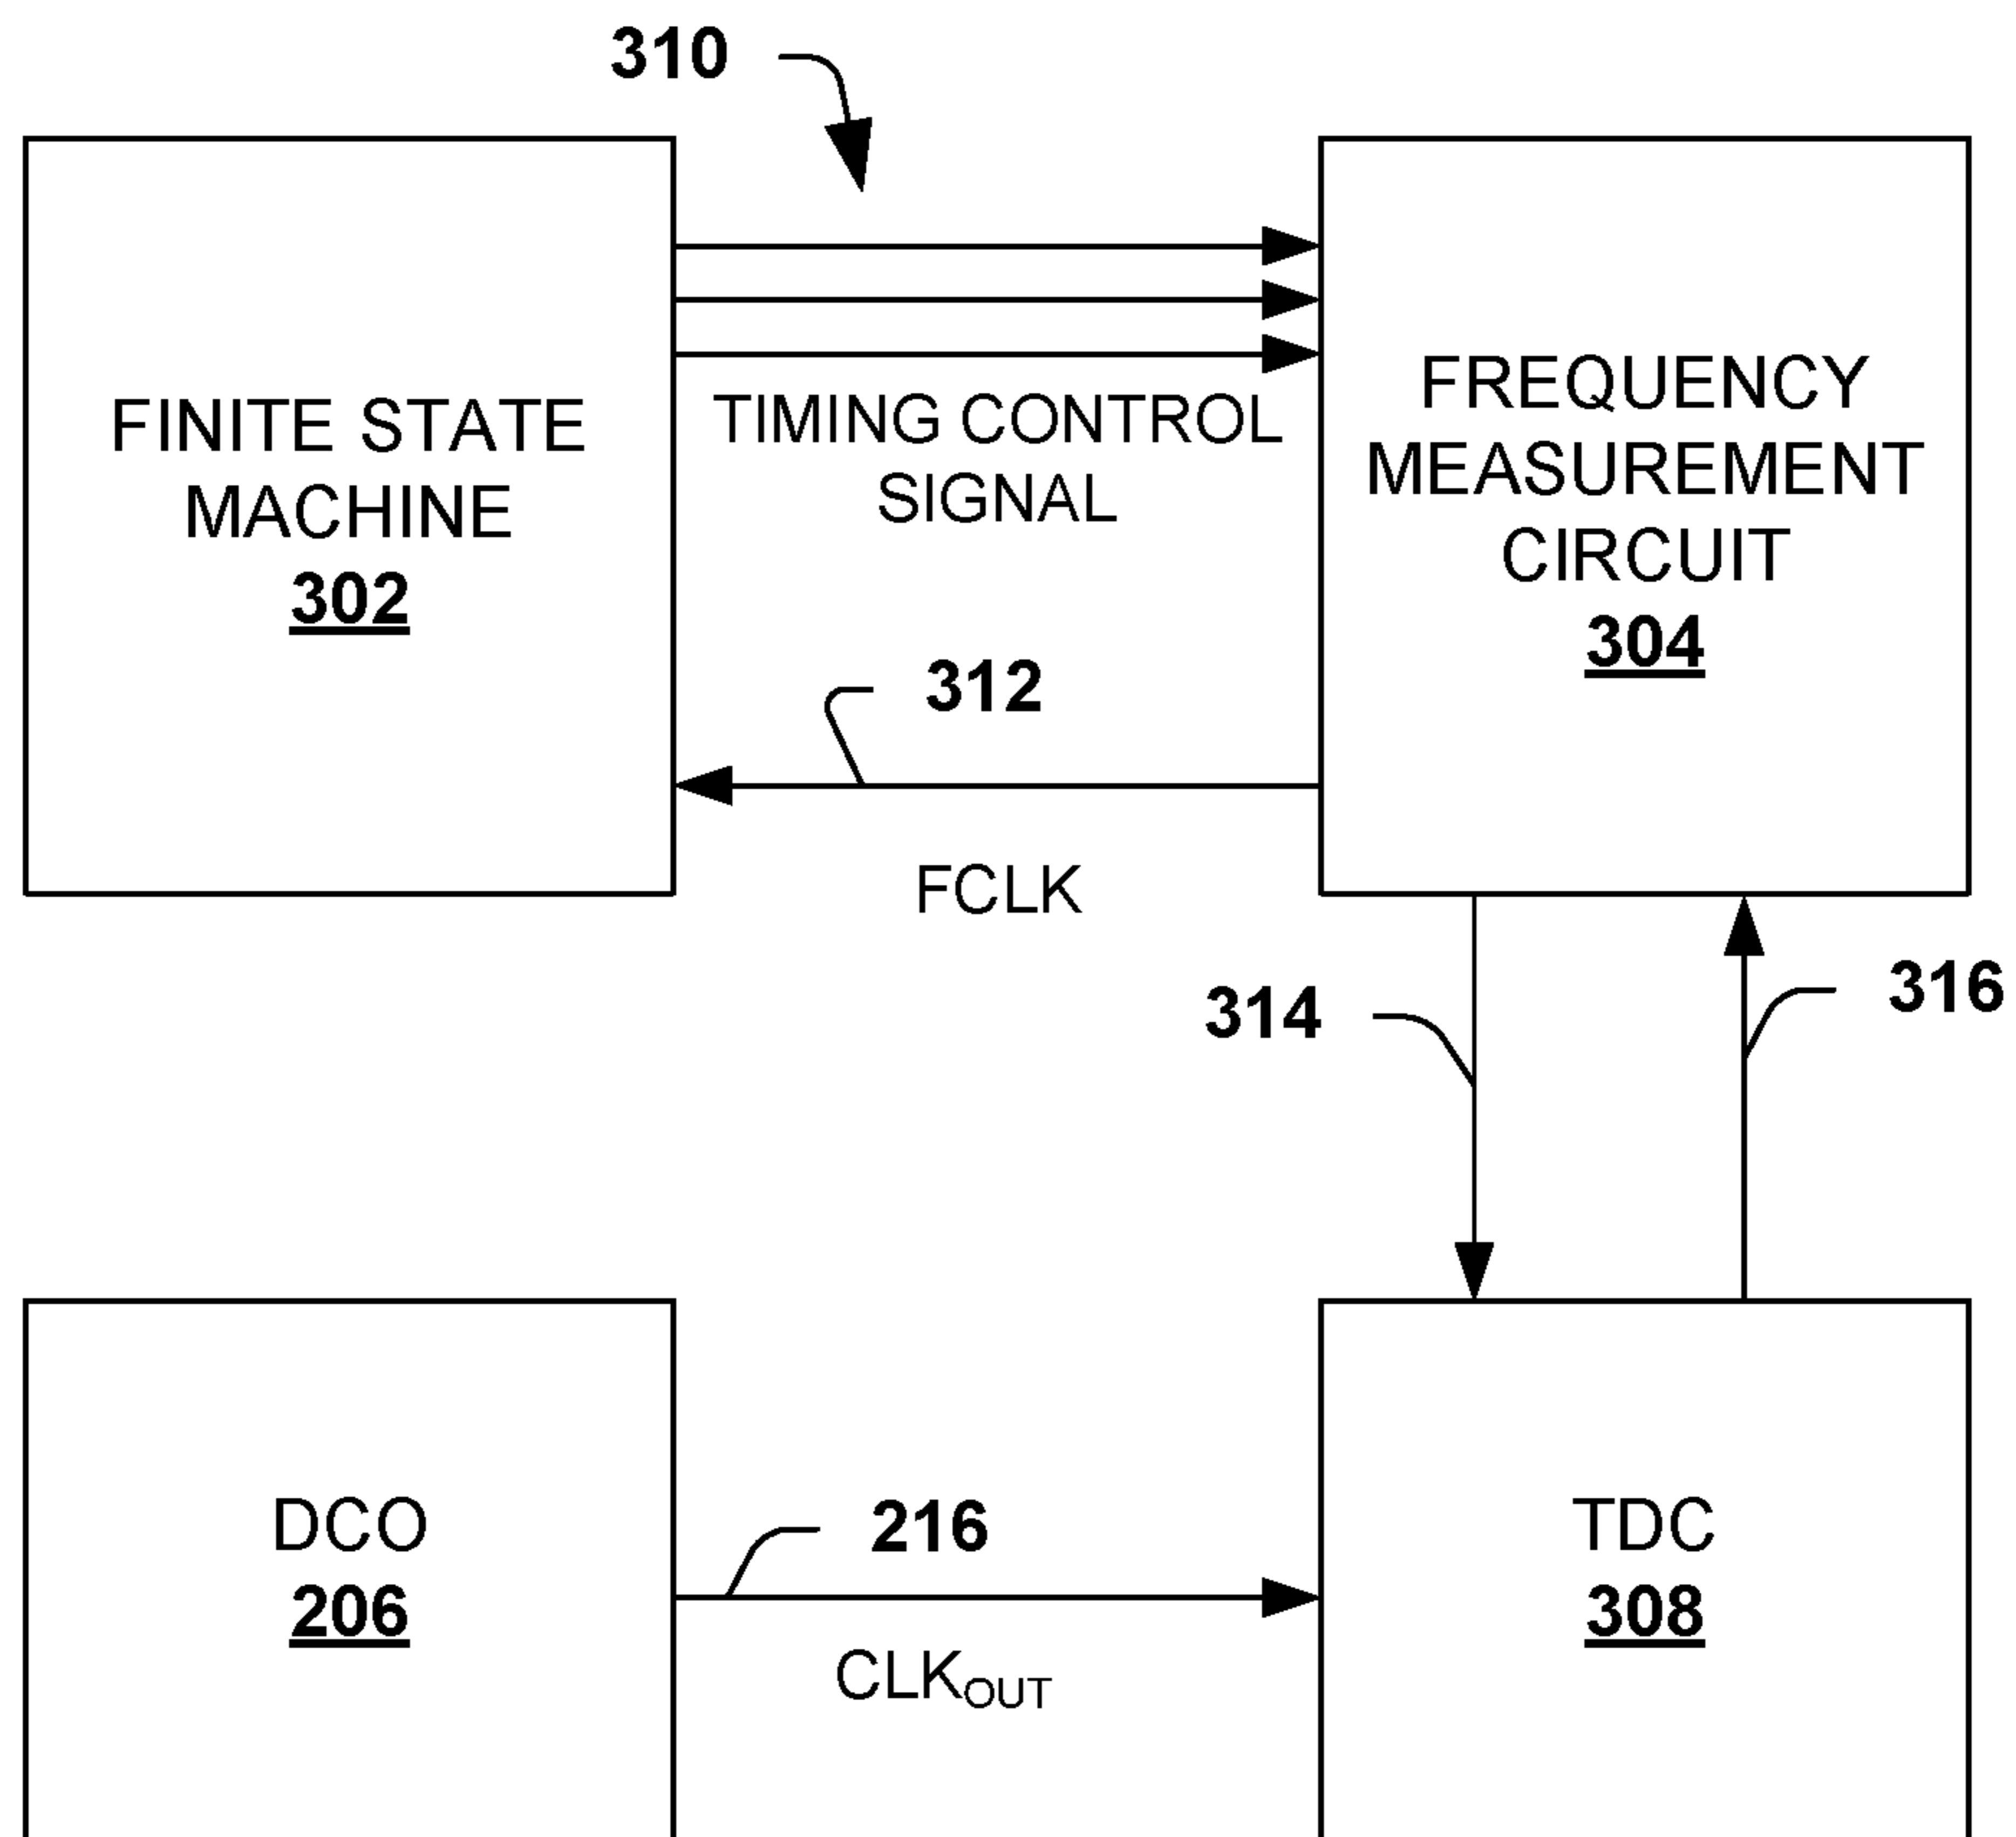 310
FINITE STATE
MACHINE
302
TIMING CONTROL
SIGNAL
FREQUENCY
MEASUREMENT
CIRCUIT
304
312
FCLK
314
316
DCO
206
216
CLKOUT
TDC
308